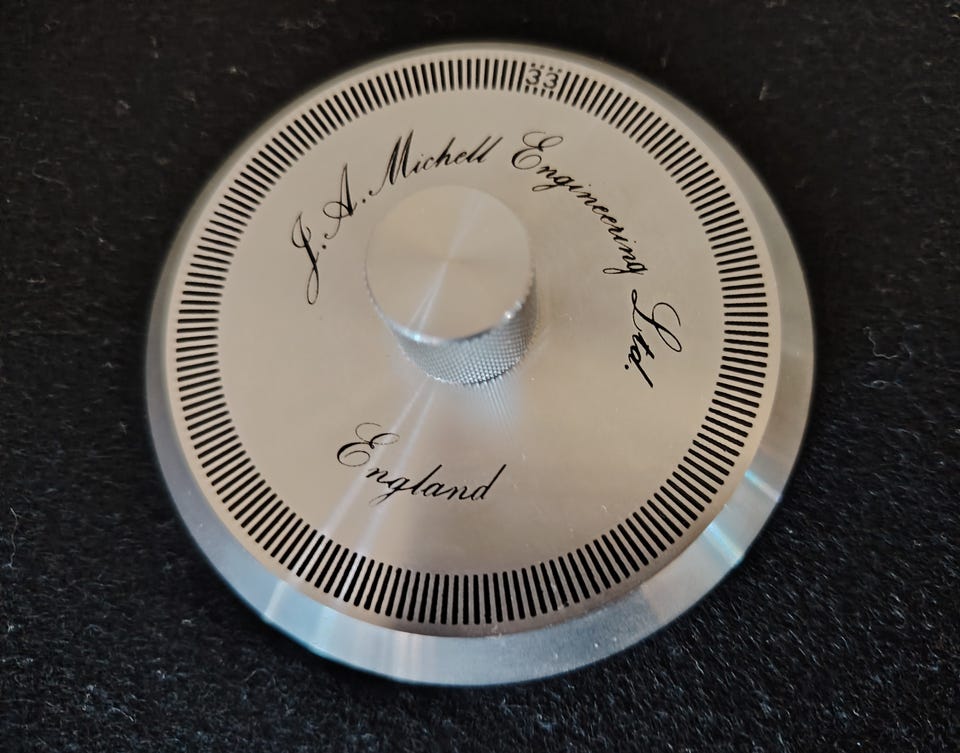 33
J. A. Michell Engineering Ltd.
England